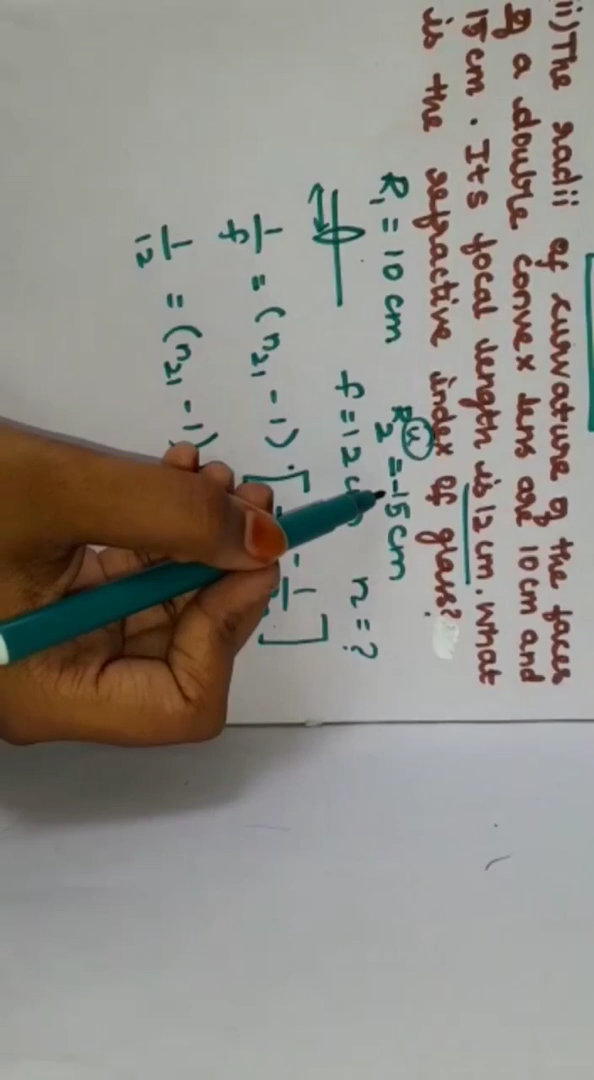 ii) The radii of curvature of the faces
of a double convex lens are 10 cm and
15 cm. Its focal length is 12 cm. What
is the refractive index of glass?
R₁ = 10 cm R₂ = -15 cm
f = 12 n = ?
1/f = (n₂₁ - 1) [ - 1/ ]
1/12 = (n₂₁ - 1)